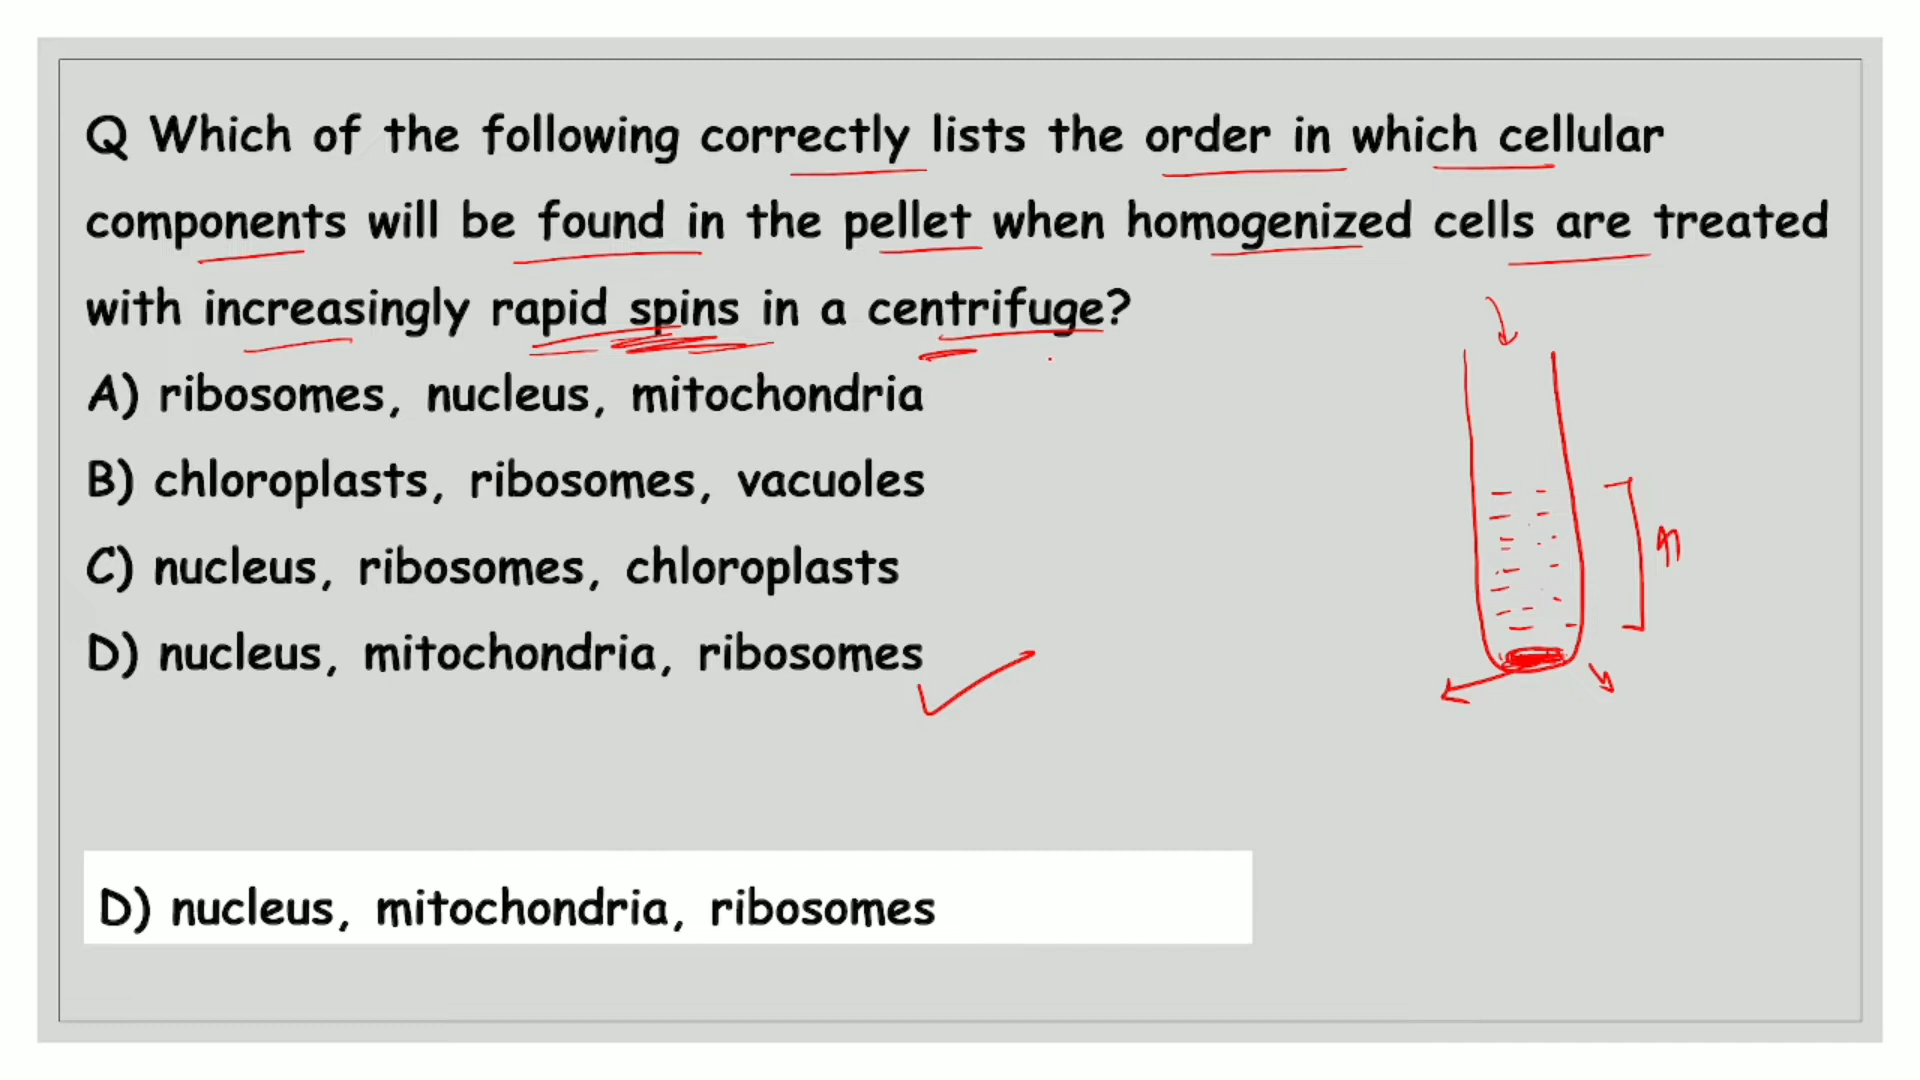 Q Which of the following correctly lists the order in which cellular
components will be found in the pellet when homogenized cells are treated
with increasingly rapid spins in a centrifuge?
A) ribosomes, nucleus, mitochondria
B) chloroplasts, ribosomes, vacuoles
C) nucleus, ribosomes, chloroplasts
D) nucleus, mitochondria, ribosomes
D) nucleus, mitochondria, ribosomes